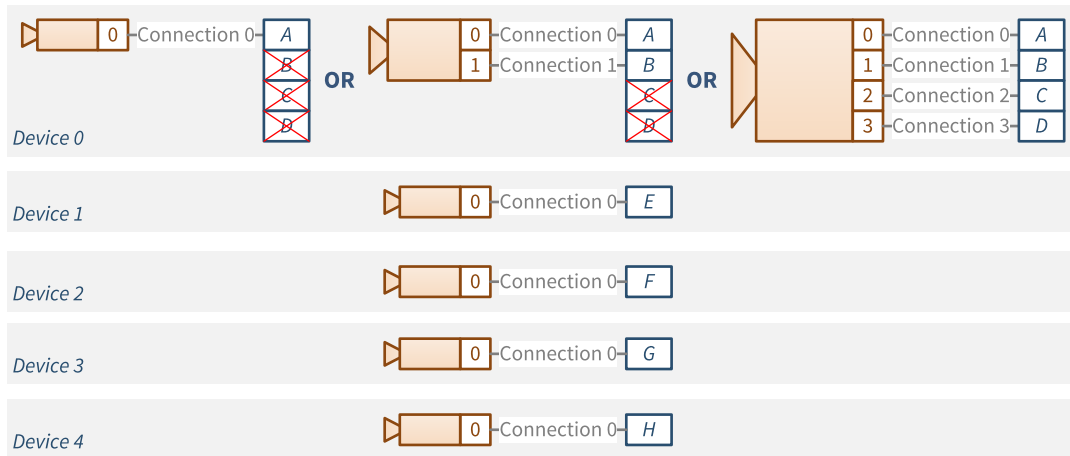 0 Connection 0 A
B
C
D
OR
0 Connection 0 A
1 Connection 1 B
C
D
OR
0 Connection 0 A
1 Connection 1 B
2 Connection 2 C
3 Connection 3 D
Device 0
0 Connection 0 E
Device 1
0 Connection 0 F
Device 2
0 Connection 0 G
Device 3
0 Connection 0 H
Device 4